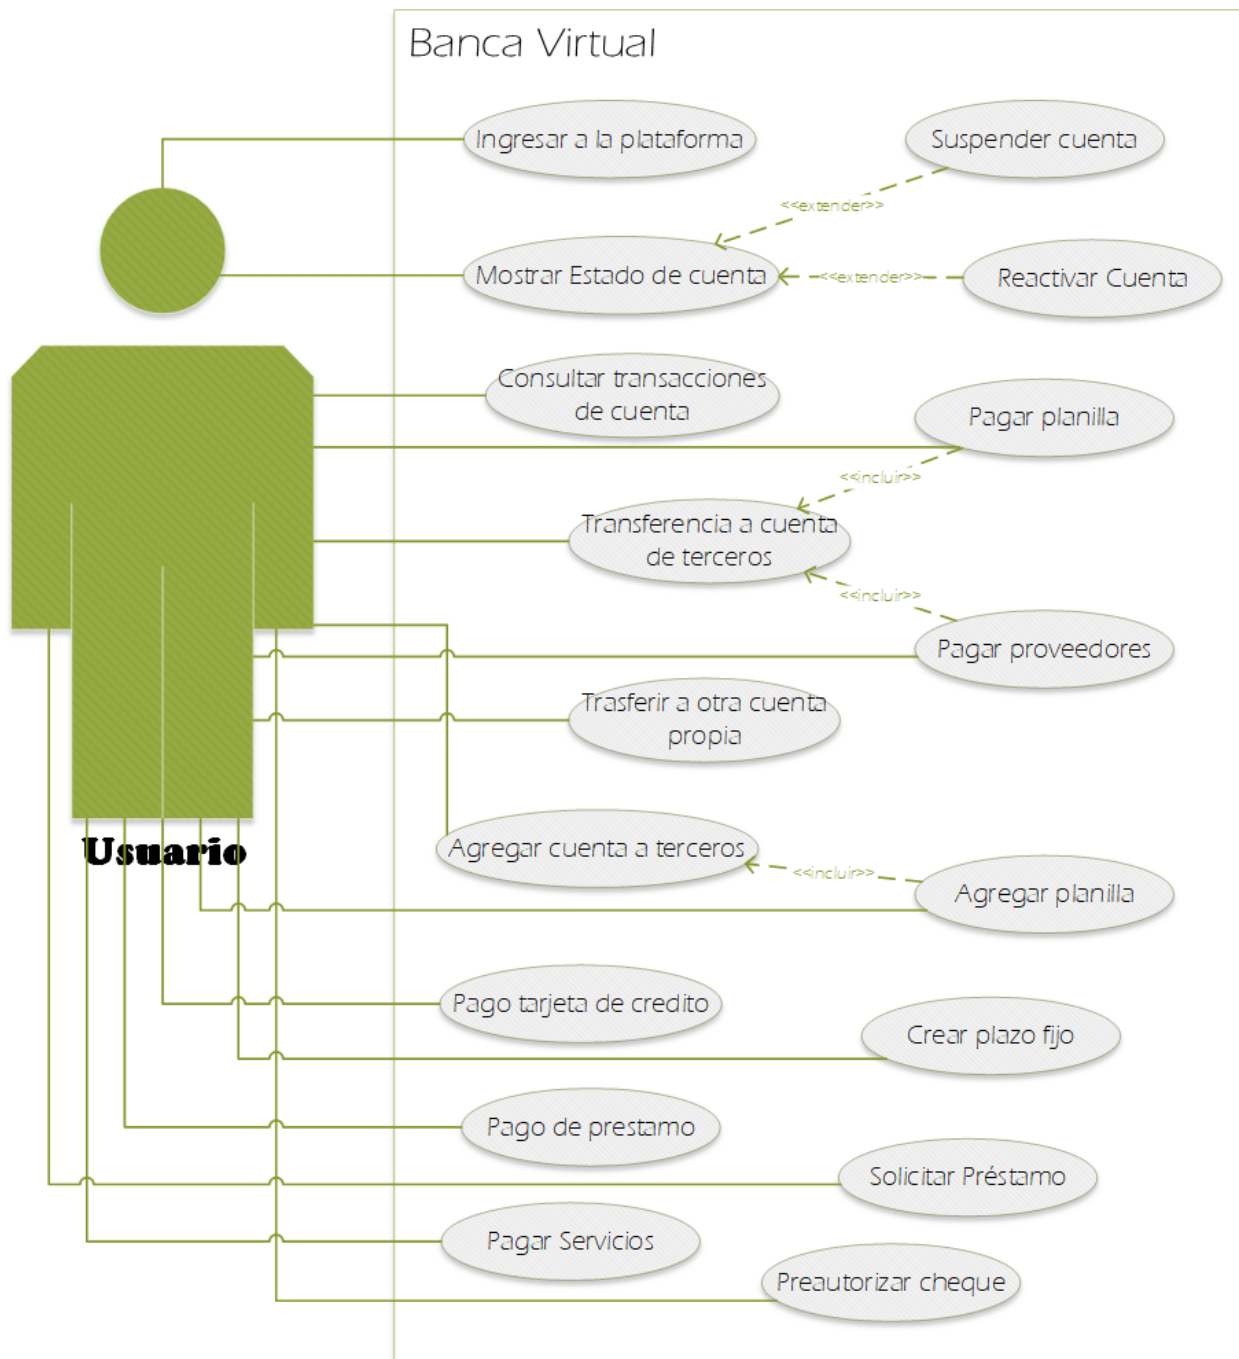 Banca Virtual
Ingresar a la plataforma
Suspender cuenta
<<extender>>
Mostrar Estado de cuenta
<<extender>>
Reactivar Cuenta
Consultar transacciones
de cuenta
Pagar planilla
<<incluir>>
Transferencia a cuenta
de terceros
<<incluir>>
Pagar proveedores
Trasferir a otra cuenta
propia
Usuario
Agregar cuenta a terceros
<<incluir>>
Agregar planilla
Pago tarjeta de credito
Crear plazo fijo
Pago de prestamo
Solicitar Préstamo
Pagar Servicios
Preautorizar cheque